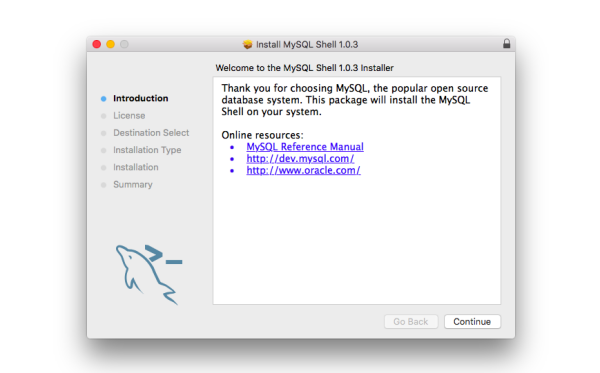 Install MySQL Shell 1.0.3
Welcome to the MySQL Shell 1.0.3 Installer
Introduction
License
Destination Select
Installation Type
Installation
Summary
Thank you for choosing MySQL, the popular open source
database system. This package will install the MySQL
Shell on your system.
Online resources:
• MySQL Reference Manual
• http://dev.mysql.com/
• http://www.oracle.com/
Go Back
Continue